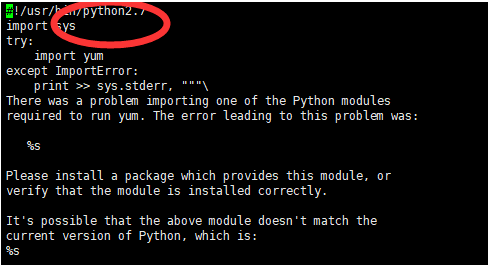 #!/usr/bin/python2.7
import sys
try:
    import yum
except ImportError:
    print >> sys.stderr, """\
There was a problem importing one of the Python modules
required to run yum. The error leading to this problem was:
   %s
Please install a package which provides this module, or
verify that the module is installed correctly.
It's possible that the above module doesn't match the
current version of Python, which is:
%s